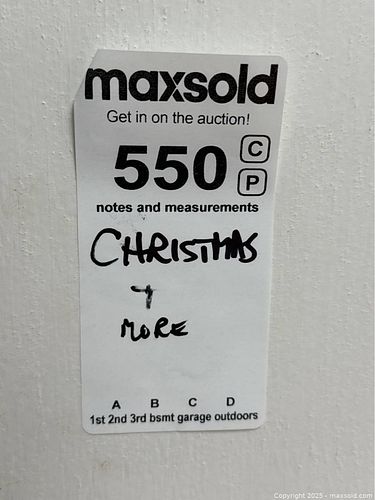 maxsold
Get in on the auction!
550
C
P
notes and measurements
CHRISTMAS
+
MORE
A B C D
1st 2nd 3rd bsmt garage outdoors
Copyright 2025 - maxsold.com